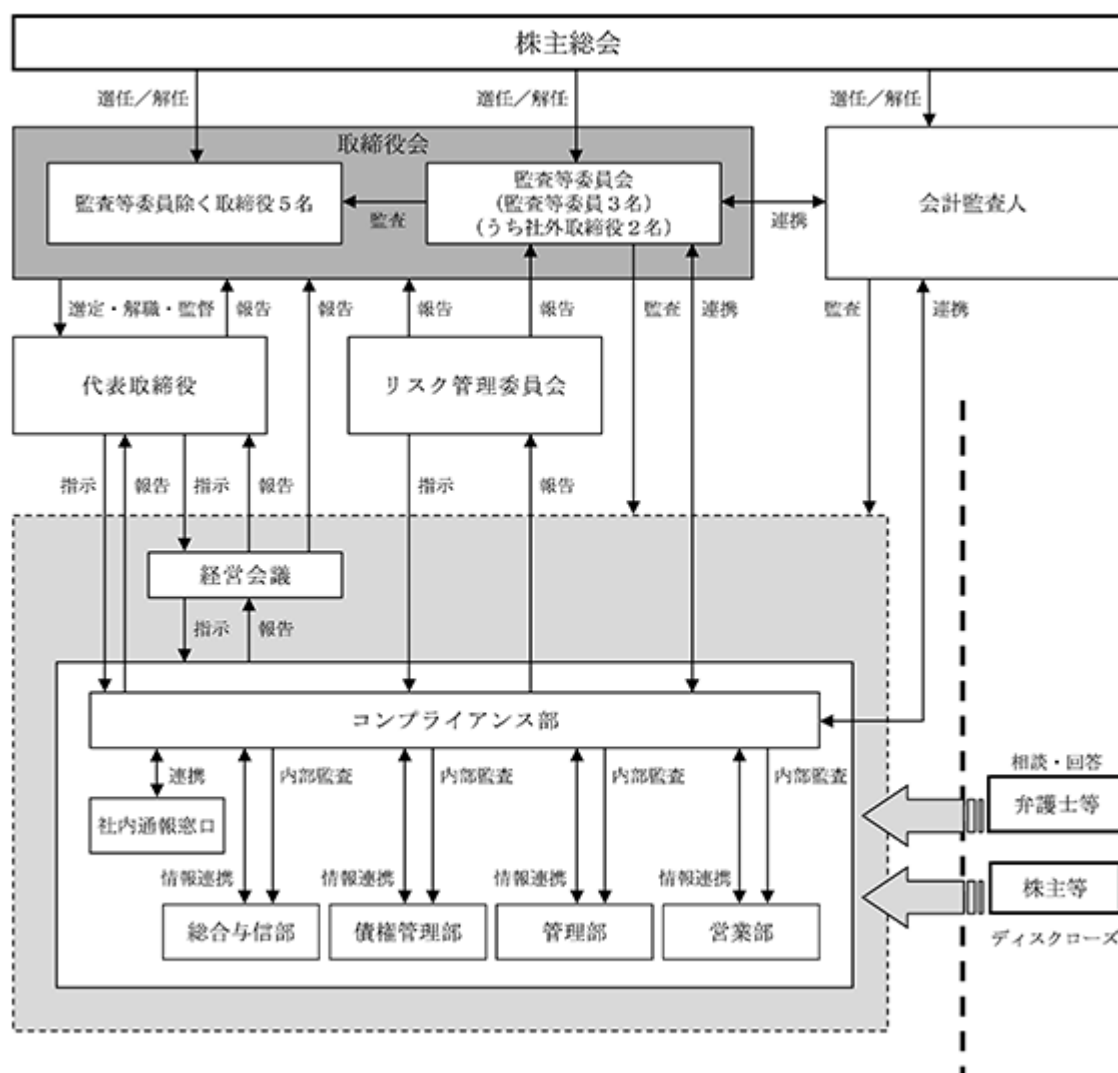 株主総会
選任／解任
選任／解任
選任／解任
取締役会
監査等委員除く取締役５名
監査
監査等委員会
(監査等委員３名)
(うち社外取締役２名)
連携
会計監査人
選定・解職・監督
報告
報告
報告
報告
監査
連携
監査
連携
代表取締役
リスク管理委員会
指示
報告
指示
報告
指示
報告
経営会議
指示
報告
コンプライアンス部
連携
内部監査
内部監査
内部監査
内部監査
社内通報窓口
情報連携
情報連携
情報連携
情報連携
総合与信部
債権管理部
管理部
営業部
相談・回答
弁護士等
株主等
ディスクローズ